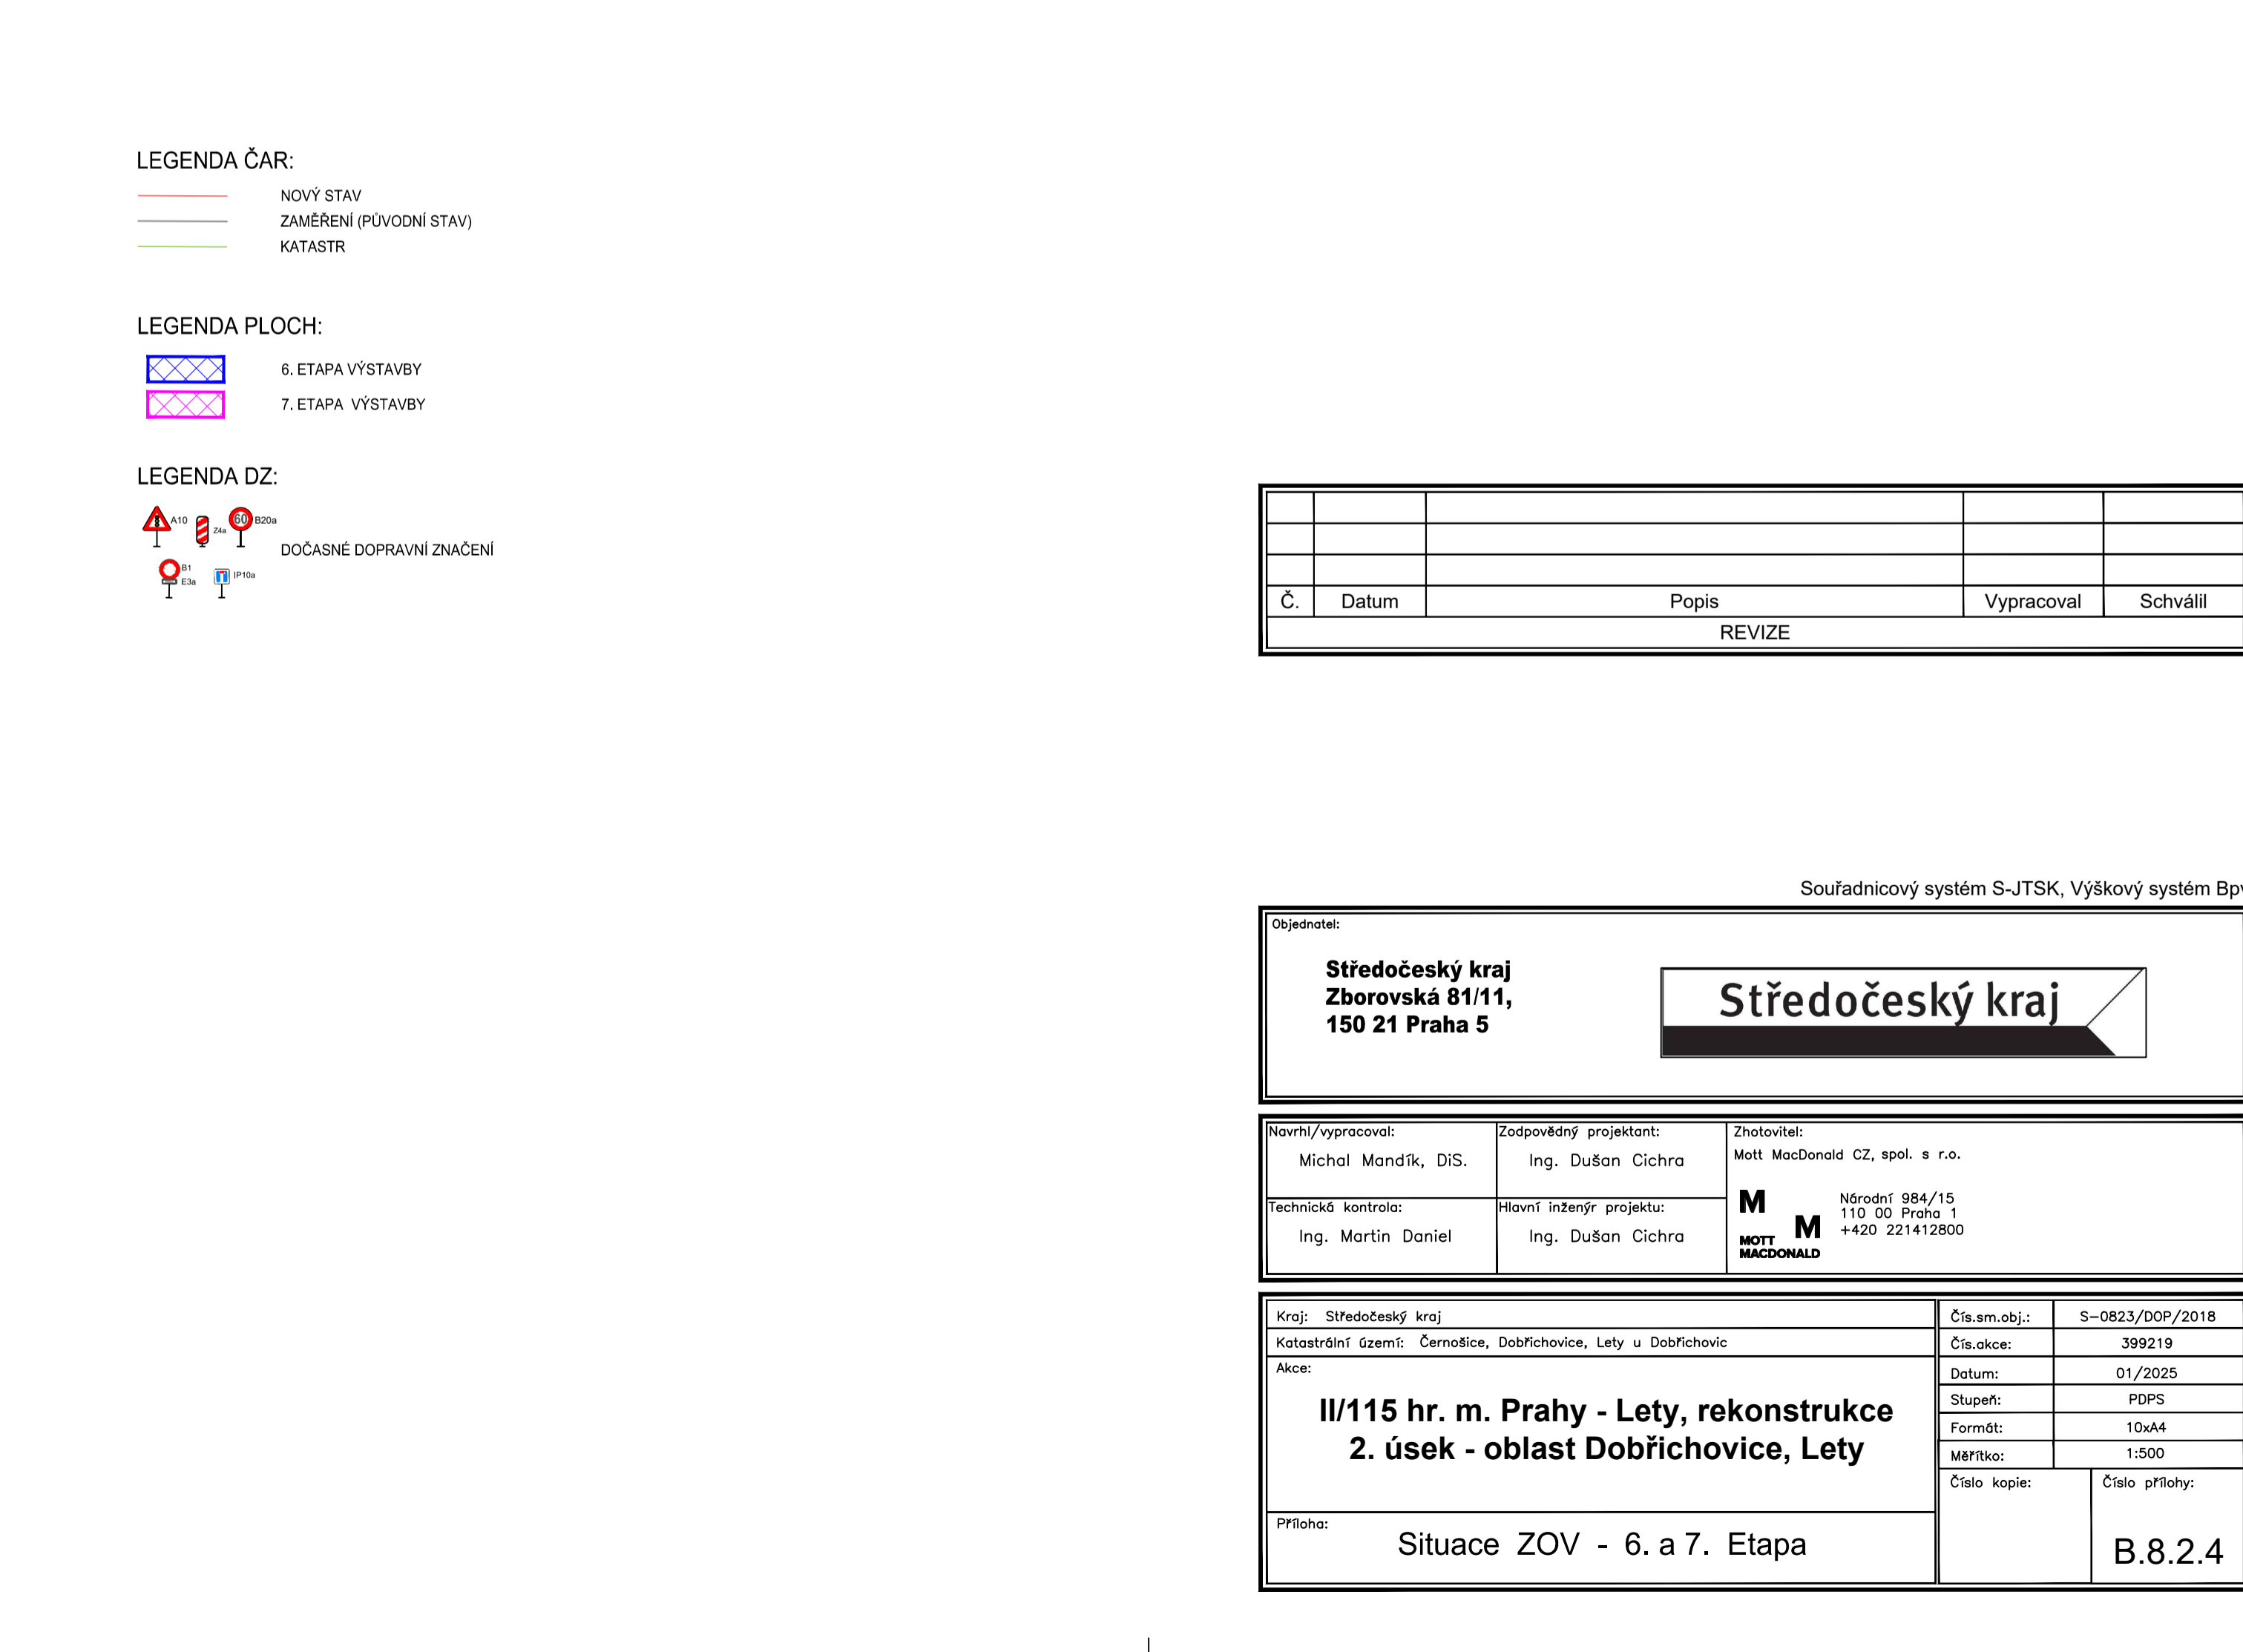 LEGENDA ČAR:
NOVÝ STAV
ZAMĚŘENÍ (PŮVODNÍ STAV)
KATASTR
LEGENDA PLOCH:
6. ETAPA VÝSTAVBY
7. ETAPA VÝSTAVBY
LEGENDA DZ:
A10
Z4a
60
B20a
DOČASNÉ DOPRAVNÍ ZNAČENÍ
B1
E3a
IP10a
Č. Datum Popis Vypracoval Schválil
REVIZE
Souřadnicový systém S-JTSK, Výškový systém Bpv
Objednatel:
Středočeský kraj
Zborovská 81/11,
150 21 Praha 5
Středočeský kraj
Navrhl/vypracoval:
Michal Mandík, DiS.
Zodpovědný projektant:
Ing. Dušan Cichra
Technická kontrola:
Ing. Martin Daniel
Hlavní inženýr projektu:
Ing. Dušan Cichra
Zhotovitel:
Mott MacDonald CZ, spol. s r.o.
M
M
MOTT
MACDONALD
Národní 984/15
110 00 Praha 1
+420 221412800
Kraj: Středočeský kraj
Katastrální území: Černošice, Dobřichovice, Lety u Dobřichovic
Akce:
II/115 hr. m. Prahy - Lety, rekonstrukce
2. úsek - oblast Dobřichovice, Lety
Příloha:
Situace ZOV - 6. a 7. Etapa
Čís.sm.obj.: S-0823/DOP/2018
Čís.akce: 399219
Datum: 01/2025
Stupeň: PDPS
Formát: 10xA4
Měřítko: 1:500
Číslo kopie:
Číslo přílohy:
B.8.2.4